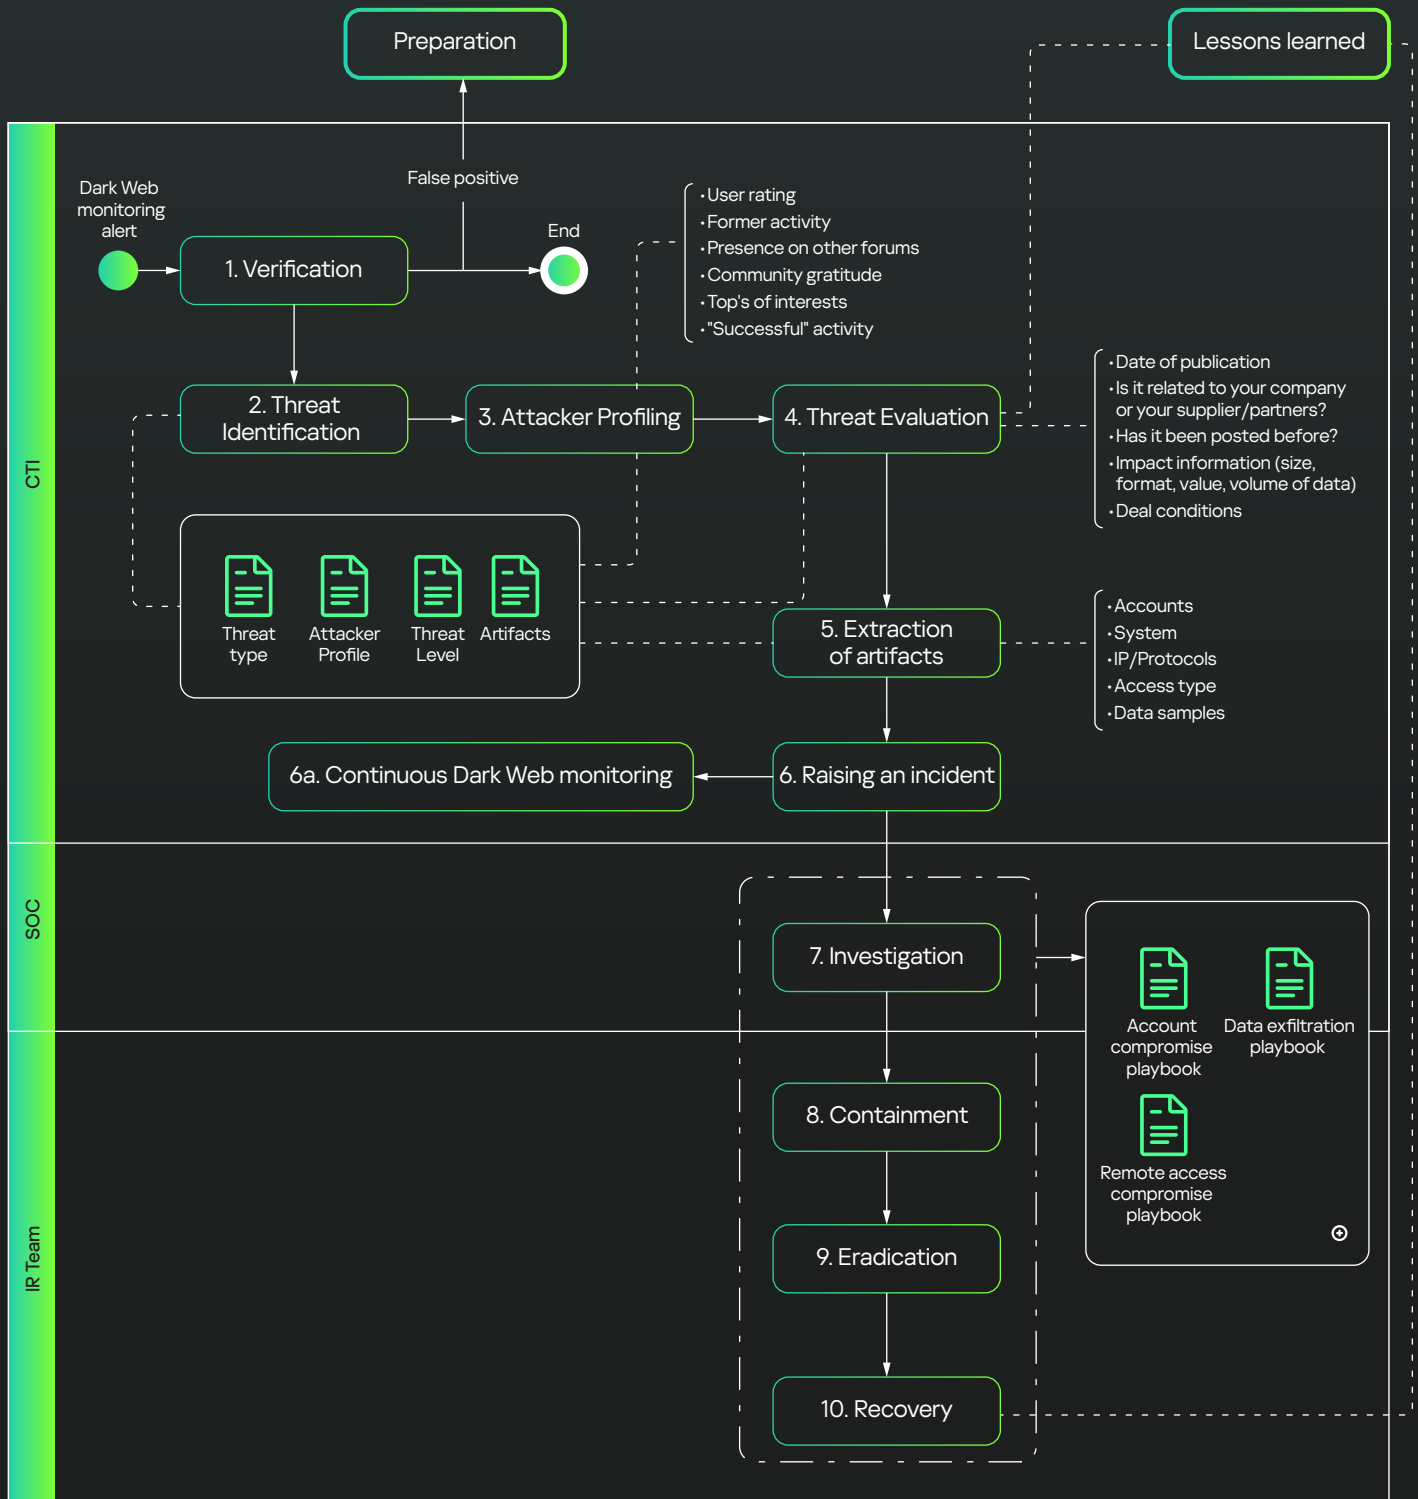 Preparation
Lessons learned
False positive
Dark Web
monitoring
alert
1. Verification
End
•User rating
•Former activity
•Presence on other forums
•Community gratitude
•Top's of interests
•"Successful" activity
2. Threat
Identification
3. Attacker Profiling
4. Threat Evaluation
•Date of publication
•Is it related to your company
or your supplier/partners?
•Has it been posted before?
•Impact information (size,
format, value, volume of data)
•Deal conditions
CTI
Threat
type
Attacker
Profile
Threat
Level
Artifacts
5. Extraction
of artifacts
•Accounts
•System
•IP/Protocols
•Access type
•Data samples
6a. Continuous Dark Web monitoring
6. Raising an incident
SOC
7. Investigation
Account
compromise
playbook
Data exfiltration
playbook
Remote access
compromise
playbook
IR Team
8. Containment
9. Eradication
10. Recovery